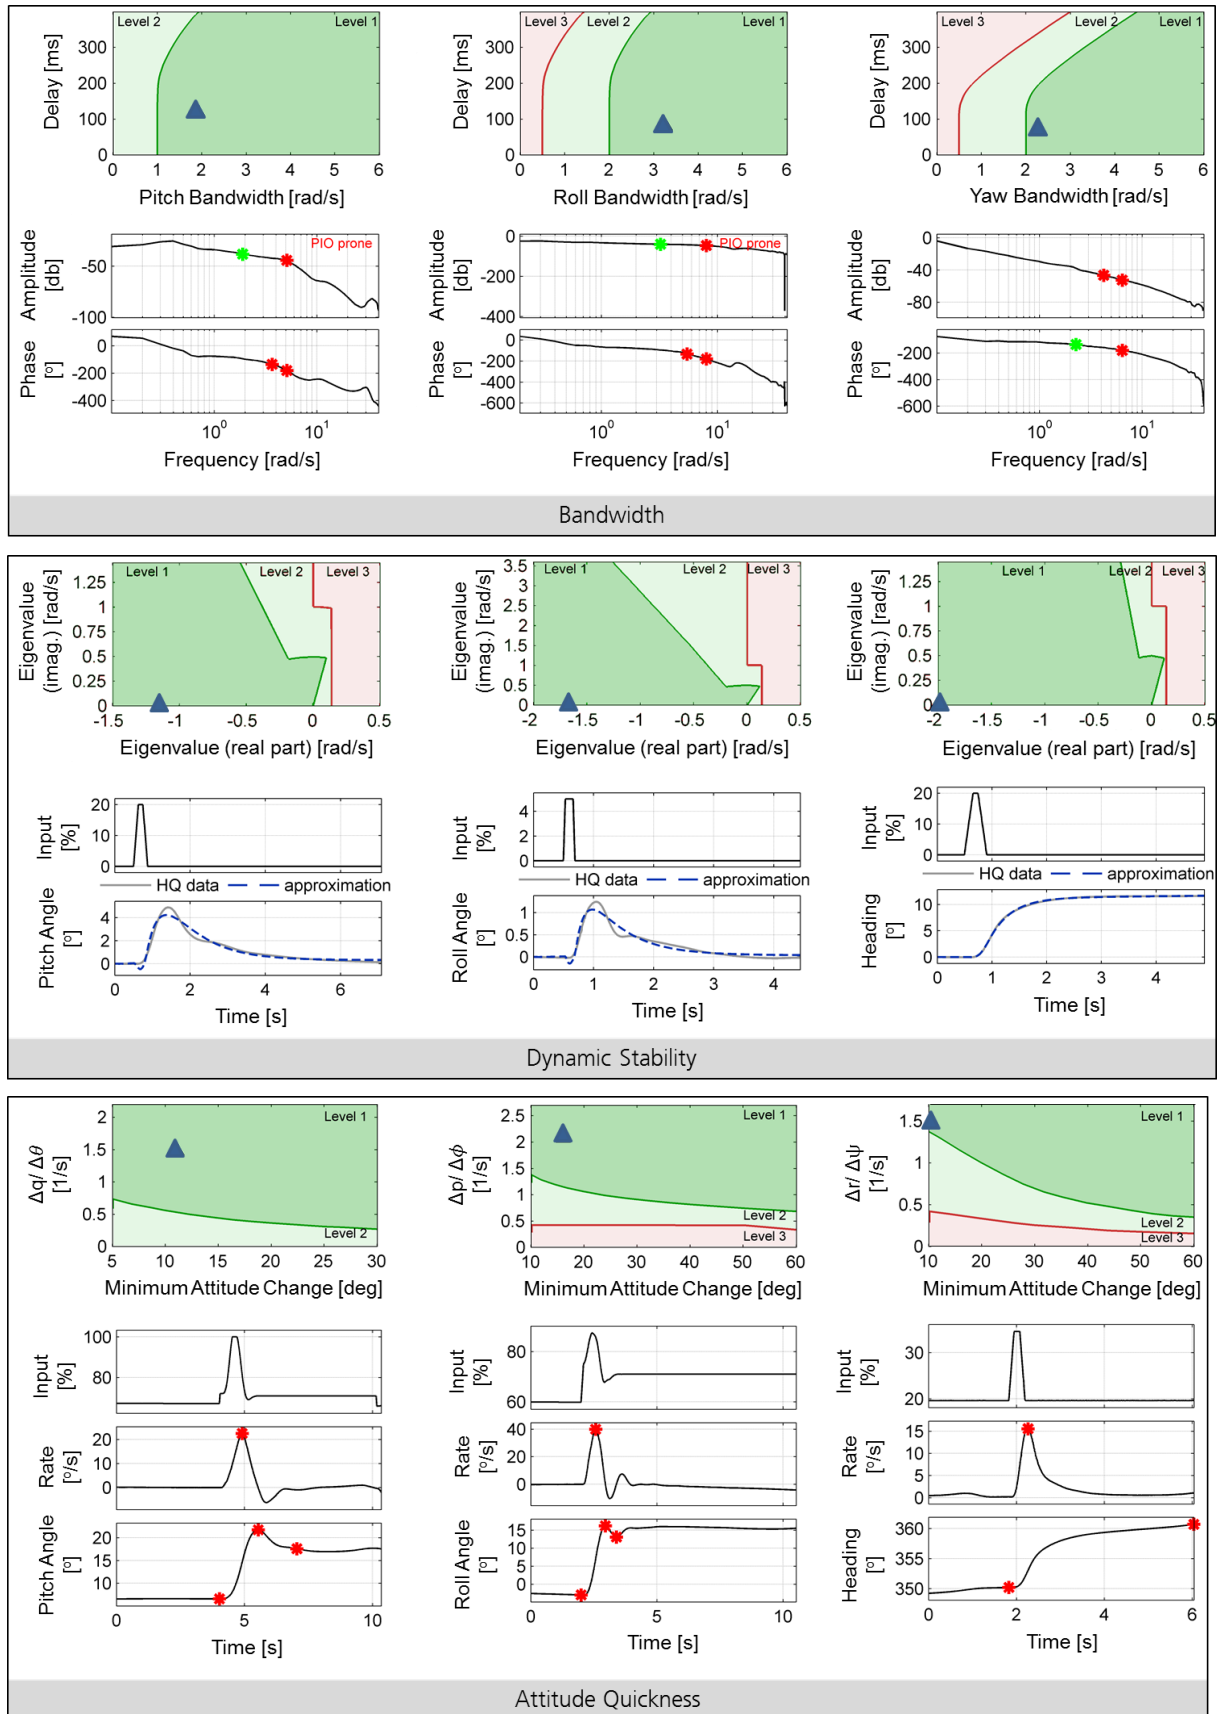 Level 2 Level 1
Delay [ms]
300
200
100
0
0 1 2 3 4 5 6
Pitch Bandwidth [rad/s]
Level 3 Level 2 Level 1
Delay [ms]
300
200
100
0
0 1 2 3 4 5 6
Roll Bandwidth [rad/s]
Level 3 Level 2 Level 1
Delay [ms]
300
200
100
0
0 1 2 3 4 5 6
Yaw Bandwidth [rad/s]
Amplitude
[db]
PIO prone
-50
-100
Phase
[º]
0
-200
-400
10⁰ 10¹
Frequency [rad/s]
Amplitude
[db]
PIO prone
0
-200
-400
Phase
[º]
0
-200
-400
-600
10⁰ 10¹
Frequency [rad/s]
Amplitude
[db]
0
-40
-80
Phase
[º]
-200
-400
-600
10⁰ 10¹
Frequency [rad/s]
Bandwidth
Level 1 Level 2 Level 3
Eigenvalue
(imag.) [rad/s]
1.25
1
0.75
0.5
0.25
0
-1.5 -1 -0.5 0 0.5
Eigenvalue (real part) [rad/s]
Level 1 Level 2 Level 3
Eigenvalue
(imag.) [rad/s]
3.5
3
2.5
2
1.5
1
0.5
0
-2 -1.5 -1 -0.5 0 0.5
Eigenvalue (real part) [rad/s]
Level 1 Level 2 Level 3
Eigenvalue
(imag.) [rad/s]
1.25
1
0.75
0.5
0.25
0
-2 -1.5 -1 -0.5 0 0.5
Eigenvalue (real part) [rad/s]
Input
[%]
20
10
0
HQ data approximation
Pitch Angle
[º]
4
2
0
0 2 4 6
Time [s]
Input
[%]
4
2
0
HQ data approximation
Roll Angle
[º]
1
0.5
0
0 1 2 3 4
Time [s]
Input
[%]
20
10
0
HQ data approximation
Heading
[º]
10
5
0
0 1 2 3 4
Time [s]
Dynamic Stability
Level 1
Level 2
Δq/ Δθ
[1/s]
2
1.5
1
0.5
0
5 10 15 20 25 30
Minimum Attitude Change [deg]
Level 1
Level 2
Level 3
Δp/ Δϕ
[1/s]
2.5
2
1.5
1
0.5
0
10 20 30 40 50 60
Minimum Attitude Change [deg]
Level 1
Level 2
Level 3
Δr/ Δψ
[1/s]
1.5
1
0.5
0
10 20 30 40 50 60
Minimum Attitude Change [deg]
Input
[%]
100
80
Rate
[º/s]
20
10
0
Pitch Angle
[º]
20
15
10
0 5 10
Time [s]
Input
[%]
80
60
Rate
[º/s]
40
20
0
Roll Angle
[º]
15
10
5
0
0 5 10
Time [s]
Input
[%]
30
20
Rate
[º/s]
15
10
5
0
Heading
[º]
360
355
350
0 2 4 6
Time [s]
Attitude Quickness